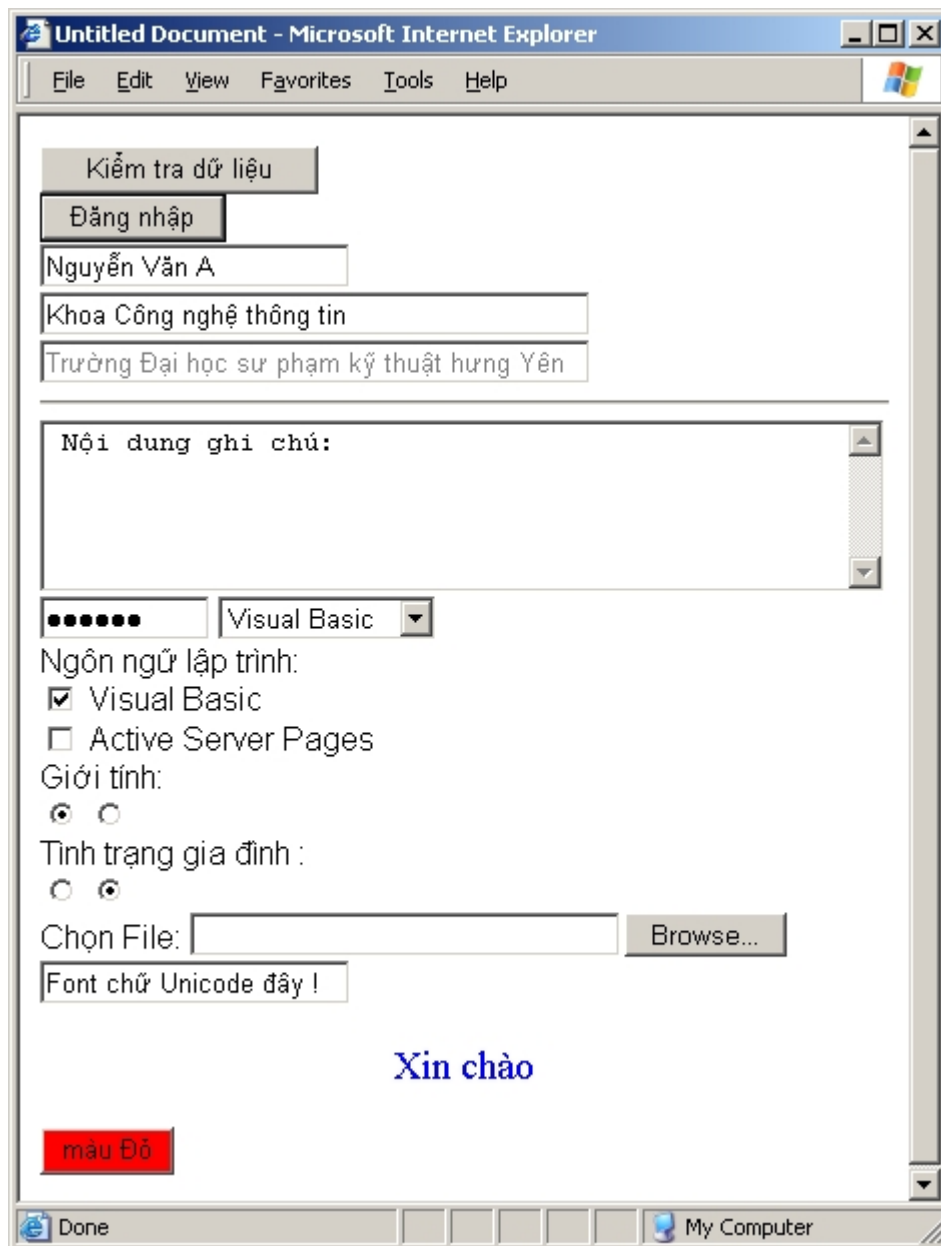 Untitled Document - Microsoft Internet Explorer
File Edit View Favorites Tools Help
Kiểm tra dữ liệu
Đăng nhập
Nguyễn Văn A
Khoa Công nghệ thông tin
Trường Đại học sư phạm kỹ thuật hưng Yên
Nội dung ghi chú:
●●●●●● Visual Basic
Ngôn ngữ lập trình:
Visual Basic
Active Server Pages
Giới tính:
Tình trạng gia đình :
Chọn File: Browse...
Font chữ Unicode đây !
Xin chào
màu Đỏ
Done My Computer